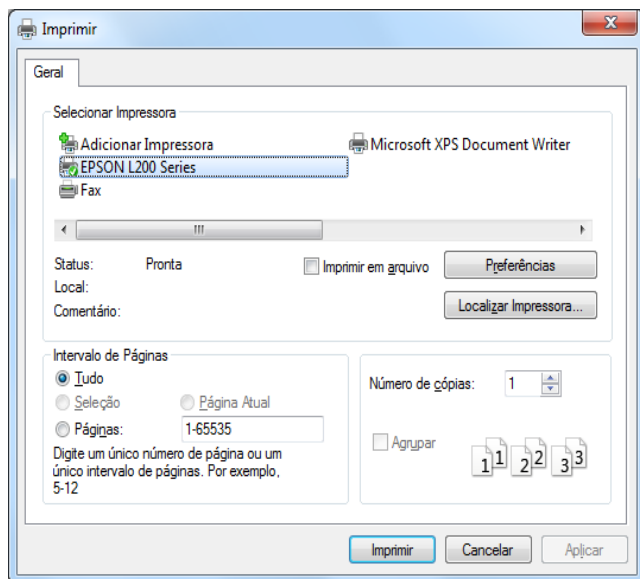 Imprimir
Geral
Selecionar Impressora
Adicionar Impressora
Microsoft XPS Document Writer
EPSON L200 Series
Fax
Status: Pronta
Imprimir em arquivo
Preferências
Local:
Localizar Impressora...
Comentário:
Intervalo de Páginas
Tudo
Seleção
Página Atual
Páginas: 1-65535
Digite um único número de página ou um
único intervalo de páginas. Por exemplo,
5-12
Número de cópias: 1
Agrupar
1 1 2 2 3 3
Imprimir
Cancelar
Aplicar